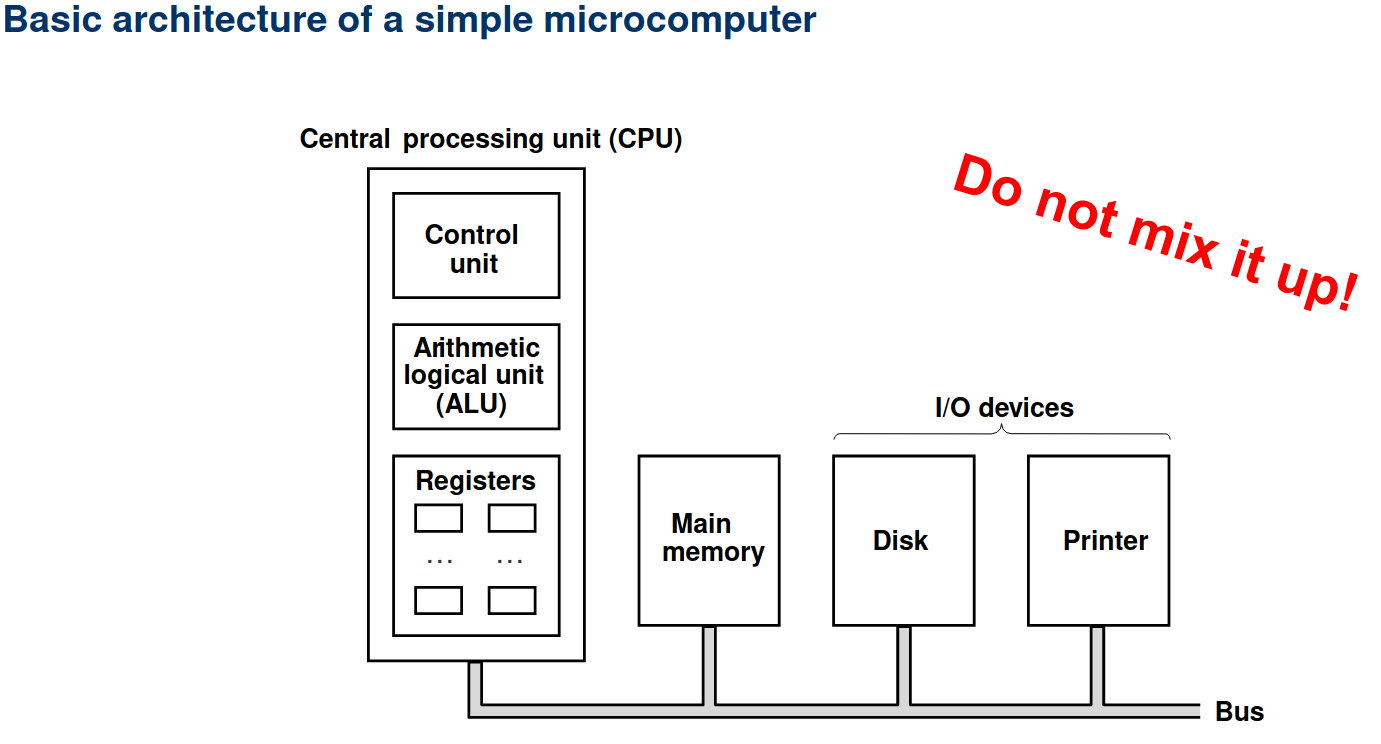 Basic architecture of a simple microcomputer
Central processing unit (CPU)
Do not mix it up!
Control
unit
Arithmetic
logical unit
(ALU)
Registers
... ...
I/O devices
Main
memory
Disk
Printer
Bus